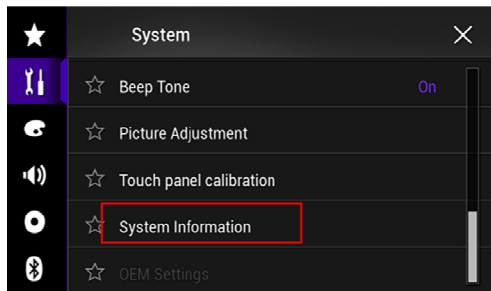 System
Beep Tone On
Picture Adjustment
Touch panel calibration
System Information
OEM Settings